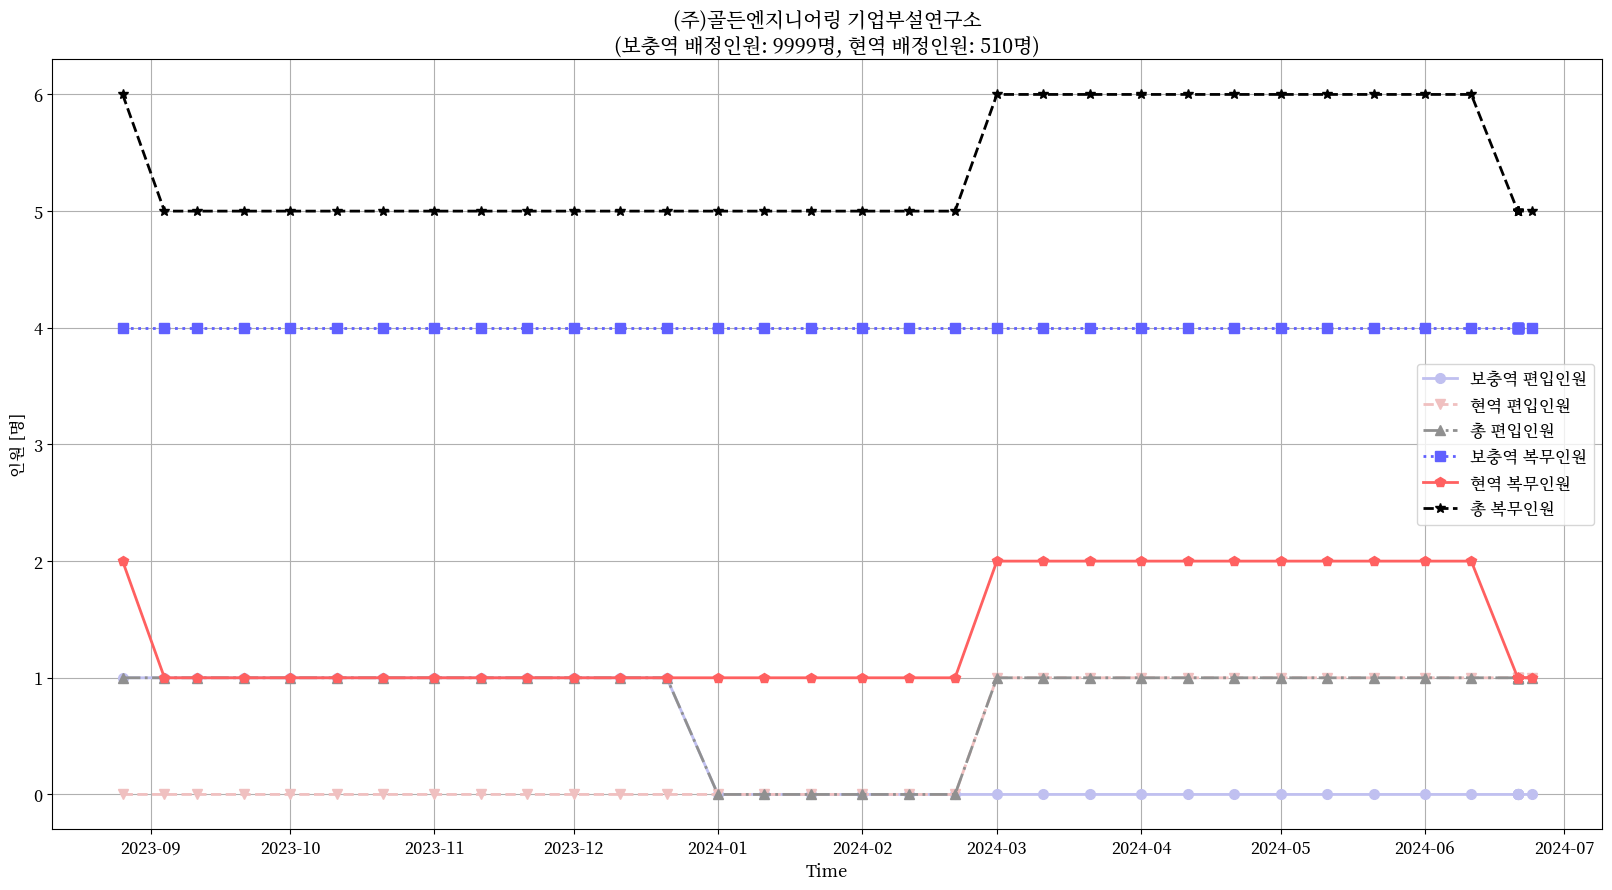 (주)골든엔지니어링 기업부설연구소
(보충역 배정인원: 9999명, 현역 배정인원: 510명)
인원 [명]
6
5
4
3
2
1
0
보충역 편입인원
현역 편입인원
총 편입인원
보충역 복무인원
현역 복무인원
총 복무인원
2023-09 2023-10 2023-11 2023-12 2024-01 2024-02 2024-03 2024-04 2024-05 2024-06 2024-07
Time